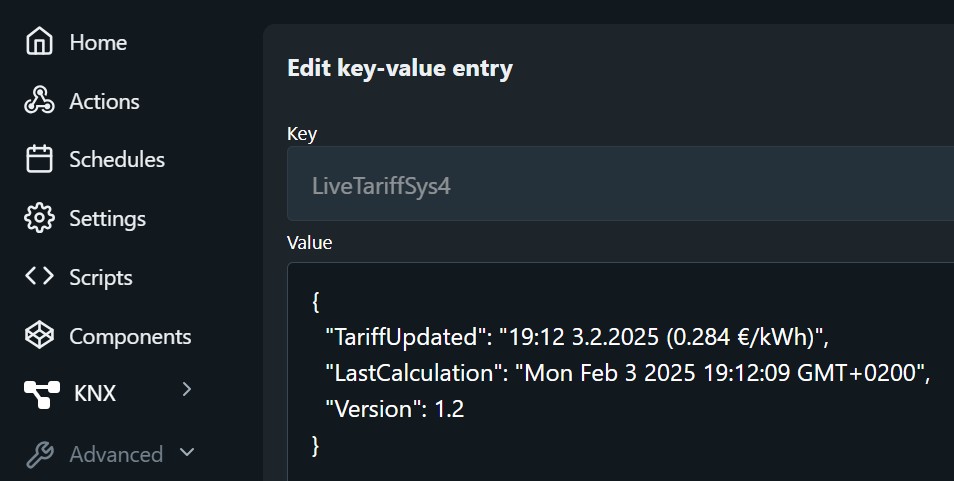 Home
Actions
Schedules
Settings
Scripts
Components
KNX
Advanced
Edit key-value entry
Key
LiveTariffSys4
Value
{
"TariffUpdated": "19:12 3.2.2025 (0.284 €/kWh)",
"LastCalculation": "Mon Feb 3 2025 19:12:09 GMT+0200",
"Version": 1.2
}